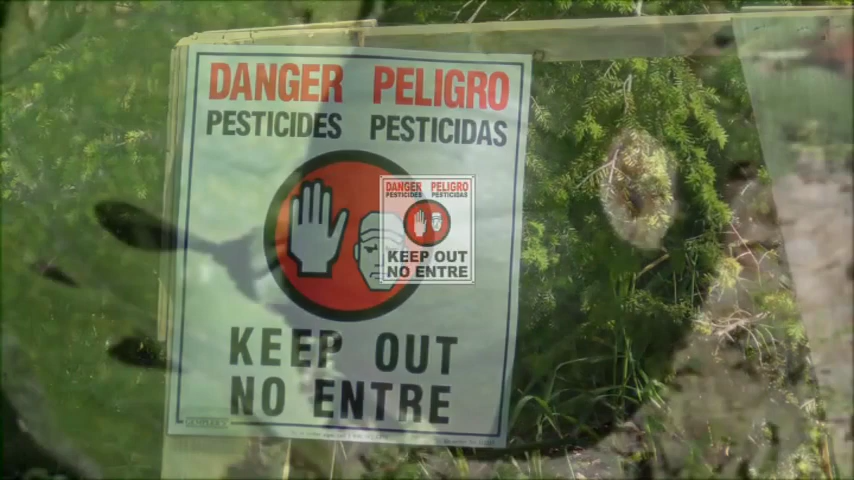 DANGER PELIGRO
PESTICIDES PESTICIDAS
KEEP OUT
NO ENTRE
DANGER PELIGRO
PESTICIDES PESTICIDAS
KEEP OUT
NO ENTRE